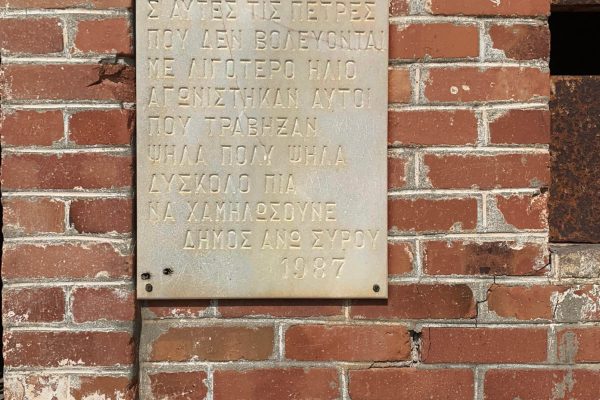 Σ ΑΥΤΕΣ ΤΙΣ ΠΕΤΡΕΣ
ΠΟΥ ΔΕΝ ΒΟΛΕΥΟΝΤΑΙ
ΜΕ ΛΙΓΟΤΕΡΟ ΗΛΙΟ
ΑΓΩΝΙΣΤΗΚΑΝ ΑΥΤΟΙ
ΠΟΥ ΤΡΑΒΗΞΑΝ
ΨΗΛΑ ΠΟΛΥ ΨΗΛΑ
ΔΥΣΚΟΛΟ ΠΙΑ
ΝΑ ΧΑΜΗΛΩΣΟΥΝΕ
ΔΗΜΟΣ ΑΝΩ ΣΥΡΟΥ
1987